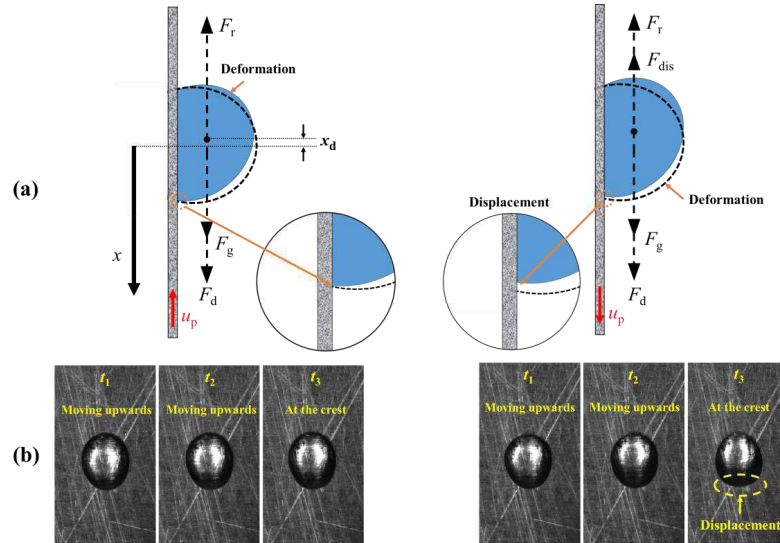 F_r
Deformation
x_d
(a)
x
F_g
F_d
u_p
F_r
F_dis
Displacement
Deformation
F_g
F_d
u_p
(b)
t_1
Moving upwards
t_2
Moving upwards
t_3
At the crest
t_1
Moving upwards
t_2
Moving upwards
t_3
At the crest
Displacement